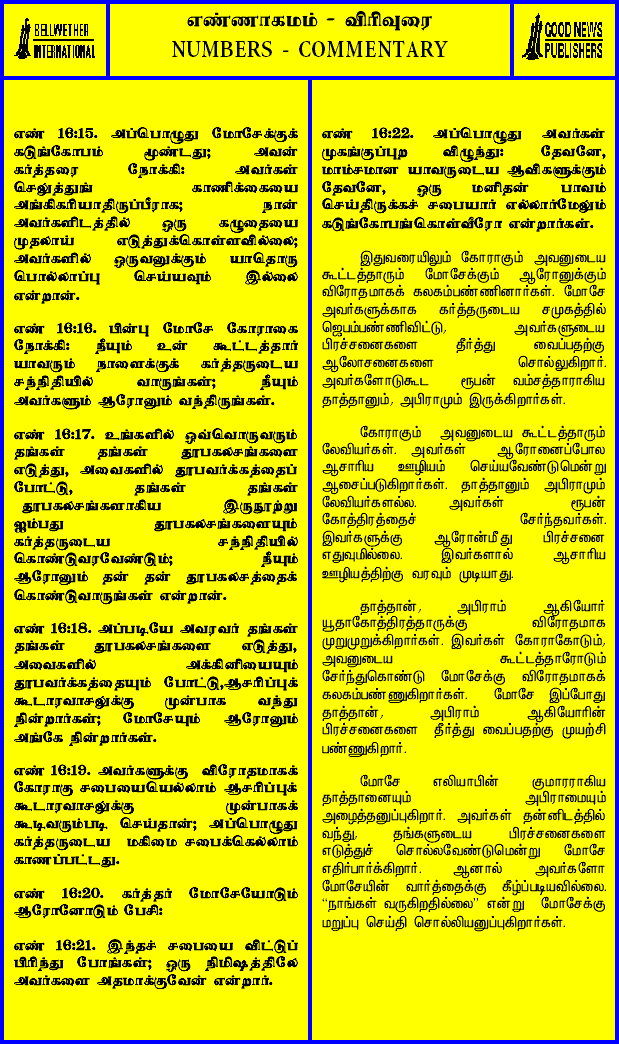 BELLWETHER
INTERNATIONAL
எண்ணாகமம் - விரிவுரை
NUMBERS - COMMENTARY
GOOD NEWS
PUBLISHERS
எண் 16:15. அப்பொழுது மோசேக்குக்
கடுங்கோபம் மூண்டது; அவன்
கர்த்தரை நோக்கி: அவர்கள்
செலுத்துங் காணிக்கையை
அங்கிகரியாதிருப்பீராக; நான்
அவர்களிடத்தில் ஒரு கழுதையை
முதலாய் எடுத்துக்கொள்ளவில்லை;
அவர்களில் ஒருவனுக்கும் யாதொரு
பொல்லாப்பு செய்யவும் இல்லை
என்றான்.
எண் 16:16. பின்பு மோசே கோராகை
நோக்கி: நீயும் உன் கூட்டத்தார்
யாவரும் நாளைக்குக் கர்த்தருடைய
சந்நிதியில் வாருங்கள்; நீயும்
அவர்களும் ஆரோனும் வந்திருங்கள்.
எண் 16:17. உங்களில் ஒவ்வொருவரும்
தங்கள் தங்கள் தூபகலசங்களை
எடுத்து, அவைகளில் தூபவர்க்கத்தைப்
போட்டு, தங்கள் தங்கள்
தூபகலசங்களாகிய இருநூற்று
ஐம்பது தூபகலசங்களையும்
கர்த்தருடைய சந்நிதியில்
கொண்டுவரவேண்டும்; நீயும்
ஆரோனும் தன் தன் தூபகலசத்தைக்
கொண்டுவாருங்கள் என்றான்.
எண் 16:18. அப்படியே அவரவர் தங்கள்
தங்கள் தூபகலசங்களை எடுத்து,
அவைகளில் அக்கினியையும்
தூபவர்க்கத்தையும் போட்டு,ஆசரிப்புக்
கூடாரவாசலுக்கு முன்பாக வந்து
நின்றார்கள்; மோசேயும் ஆரோனும்
அங்கே நின்றார்கள்.
எண் 16:19. அவர்களுக்கு விரோதமாகக்
கோராகு சபையையெல்லாம் ஆசரிப்புக்
கூடாரவாசலுக்கு முன்பாகக்
கூடிவரும்படி செய்தான்; அப்பொழுது
கர்த்தருடைய மகிமை சபைக்கெல்லாம்
காணப்பட்டது.
எண் 16:20. கர்த்தர் மோசேயோடும்
ஆரோனோடும் பேசி:
எண் 16:21. இந்தச் சபையை விட்டுப்
பிரிந்து போங்கள்; ஒரு நிமிஷத்திலே
அவர்களை அதமாக்குவேன் என்றார்.
எண் 16:22. அப்பொழுது அவர்கள்
முகங்குப்புற விழுந்து: தேவனே,
மாம்சமான யாவருடைய ஆவிகளுக்கும்
தேவனே, ஒரு மனிதன் பாவம்
செய்திருக்கச் சபையார் எல்லார்மேலும்
கடுங்கோபங்கொள்வீரோ என்றார்கள்.
இதுவரையிலும் கோராகும் அவனுடைய
கூட்டத்தாரும் மோசேக்கும் ஆரோனுக்கும்
விரோதமாகக் கலகம்பண்ணினார்கள். மோசே
அவர்களுக்காக கர்த்தருடைய சமுகத்தில்
ஜெபம்பண்ணிவிட்டு, அவர்களுடைய
பிரச்சனைகளை தீர்த்து வைப்பதற்கு
ஆலோசனைகளை சொல்லுகிறார்.
அவர்களோடுகூட ரூபன் வம்சத்தாராகிய
தாத்தானும், அபிராமும் இருக்கிறார்கள்.
கோராகும் அவனுடைய கூட்டத்தாரும்
லேவியர்கள். அவர்கள் ஆரோனைப்போல
ஆசாரிய ஊழியம் செய்யவேண்டுமென்று
ஆசைப்படுகிறார்கள். தாத்தானும் அபிராமும்
லேவியர்களல்ல. அவர்கள் ரூபன்
கோத்திரத்தைச் சேர்ந்தவர்கள்.
இவர்களுக்கு ஆரோன்மீது பிரச்சனை
எதுவுமில்லை. இவர்களால் ஆசாரிய
ஊழியத்திற்கு வரவும் முடியாது.
தாத்தான், அபிராம் ஆகியோர்
யூதாகோத்திரத்தாருக்கு விரோதமாக
முறுமுறுக்கிறார்கள். இவர்கள் கோராகோடும்,
அவனுடைய கூட்டத்தாரோடும்
சேர்ந்துகொண்டு மோசேக்கு விரோதமாகக்
கலகம்பண்ணுகிறார்கள். மோசே இப்போது
தாத்தான், அபிராம் ஆகியோரின்
பிரச்சனைகளை தீர்த்து வைப்பதற்கு முயற்சி
பண்ணுகிறார்.
மோசே எலியாபின் குமாரராகிய
தாத்தானையும் அபிராமையும்
அழைத்தனுப்புகிறார். அவர்கள் தன்னிடத்தில்
வந்து, தங்களுடைய பிரச்சனைகளை
எடுத்துச் சொல்லவேண்டுமென்று மோசே
எதிர்பார்க்கிறார். ஆனால் அவர்களோ
மோசேயின் வார்த்தைக்கு கீழ்ப்படியவில்லை.
“நாங்கள் வருகிறதில்லை” என்று மோசேக்கு
மறுப்பு செய்தி சொல்லியனுப்புகிறார்கள்.